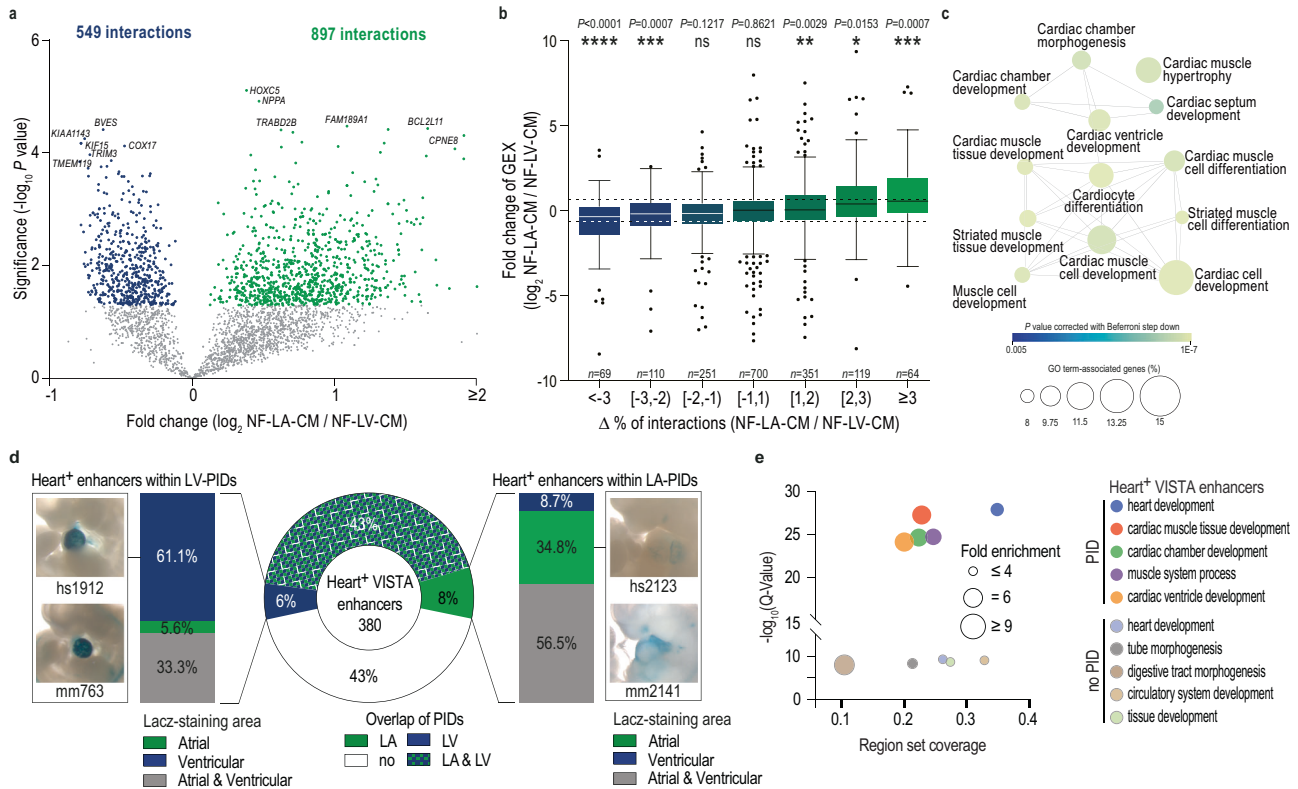 a
549 interactions
897 interactions
Significance (-log10 P value)
6
4
2
0
HOXC5
NPPA
TRABD2B
FAM189A1
BCL2L11
CPNE8
BVES
KIAA1143
KIF15
COX17
TRIM3
TMEM119
-1
0
1
≥2
Fold change (log2 NF-LA-CM / NF-LV-CM)
b
P<0.0001
P=0.0007
P=0.1217
P=0.8621
P=0.0029
P=0.0153
P=0.0007
****
***
ns
ns
**
*
***
Fold change of GEX
(log2 NF-LA-CM / NF-LV-CM)
10
5
0
-5
-10
n=69
n=110
n=251
n=700
n=351
n=119
n=64
<-3
[-3,-2)
[-2,-1)
[-1,1)
[1,2)
[2,3)
≥3
Δ % of interactions (NF-LA-CM / NF-LV-CM)
c
Cardiac chamber
morphogenesis
Cardiac muscle
hypertrophy
Cardiac chamber
development
Cardiac septum
development
Cardiac ventricle
development
Cardiac muscle
tissue development
Cardiac muscle
cell differentiation
Cardiocyte
differentiation
Striated muscle
cell differentiation
Striated muscle
tissue development
Cardiac muscle
cell development
Cardiac cell
development
Muscle cell
development
P value corrected with Beferroni step down
0.005
1E-7
GO term-associated genes (%)
8
9.75
11.5
13.25
15
d
Heart+ enhancers within LV-PIDs
hs1912
mm763
61.1%
5.6%
33.3%
Lacz-staining area
Atrial
Ventricular
Atrial & Ventricular
43%
6%
8%
43%
Heart+ VISTA
enhancers
380
Overlap of PIDs
LA
LV
no
LA & LV
Heart+ enhancers within LA-PIDs
8.7%
34.8%
56.5%
hs2123
mm2141
Lacz-staining area
Atrial
Ventricular
Atrial & Ventricular
e
-log10(Q-Value)
30
25
20
15
10
0
0.1
0.2
0.3
0.4
Region set coverage
Fold enrichment
≤ 4
= 6
≥ 9
Heart+ VISTA enhancers
PID
heart development
cardiac muscle tissue development
cardiac chamber development
muscle system process
cardiac ventricle development
no PID
heart development
tube morphogenesis
digestive tract morphogenesis
circulatory system development
tissue development